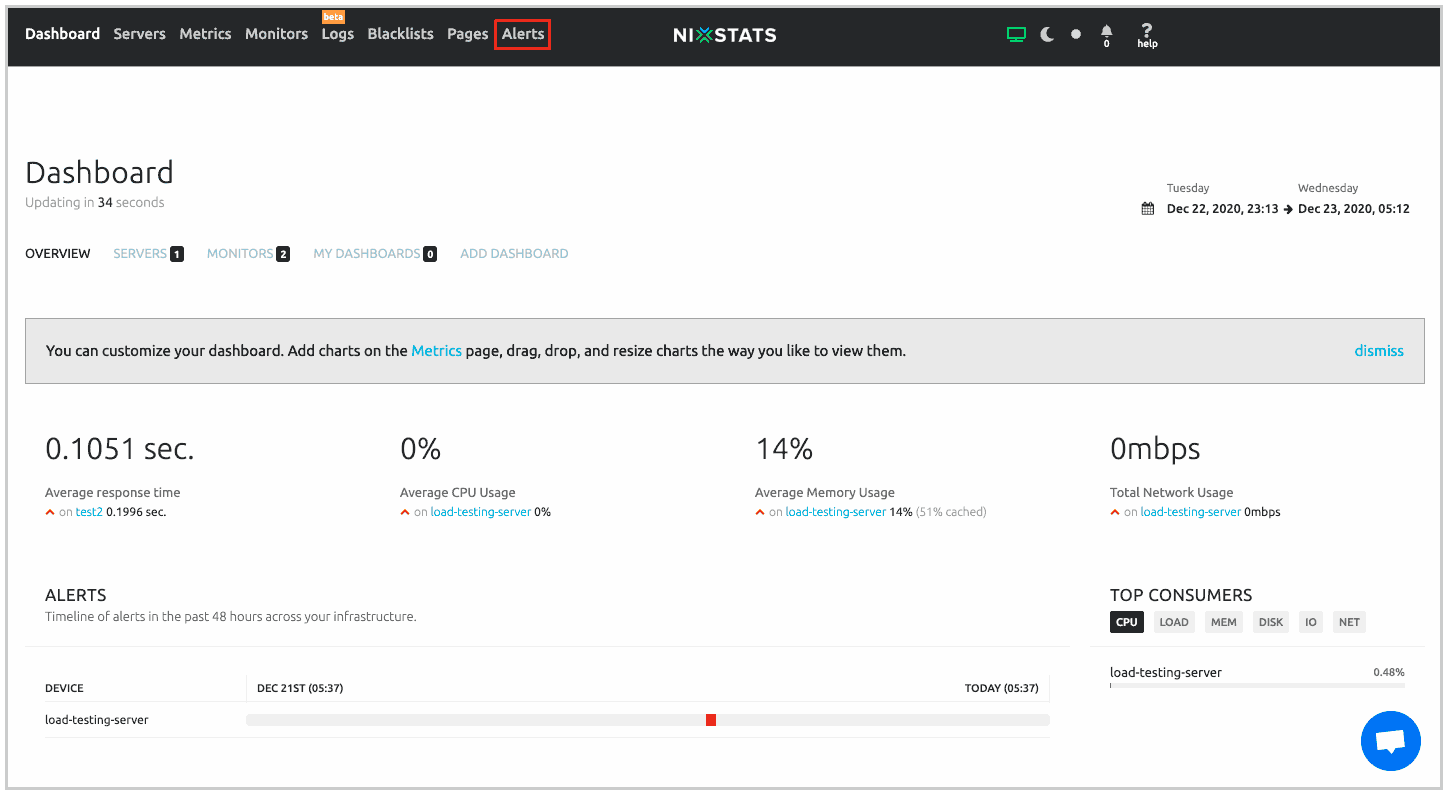 beta
Dashboard Servers Metrics Monitors Logs Blacklists Pages Alerts NIXSTATS 0 ? help
Dashboard
Updating in 34 seconds
Tuesday Wednesday
Dec 22, 2020, 23:13 → Dec 23, 2020, 05:12
OVERVIEW SERVERS 1 MONITORS 2 MY DASHBOARDS 0 ADD DASHBOARD
You can customize your dashboard. Add charts on the Metrics page, drag, drop, and resize charts the way you like to view them. dismiss
0.1051 sec. 0% 14% 0mbps
Average response time Average CPU Usage Average Memory Usage Total Network Usage
on test2 0.1996 sec. on load-testing-server 0% on load-testing-server 14% (51% cached) on load-testing-server 0mbps
ALERTS TOP CONSUMERS
Timeline of alerts in the past 48 hours across your infrastructure. CPU LOAD MEM DISK IO NET
load-testing-server 0.48%
DEVICE DEC 21ST (05:37) TODAY (05:37)
load-testing-server